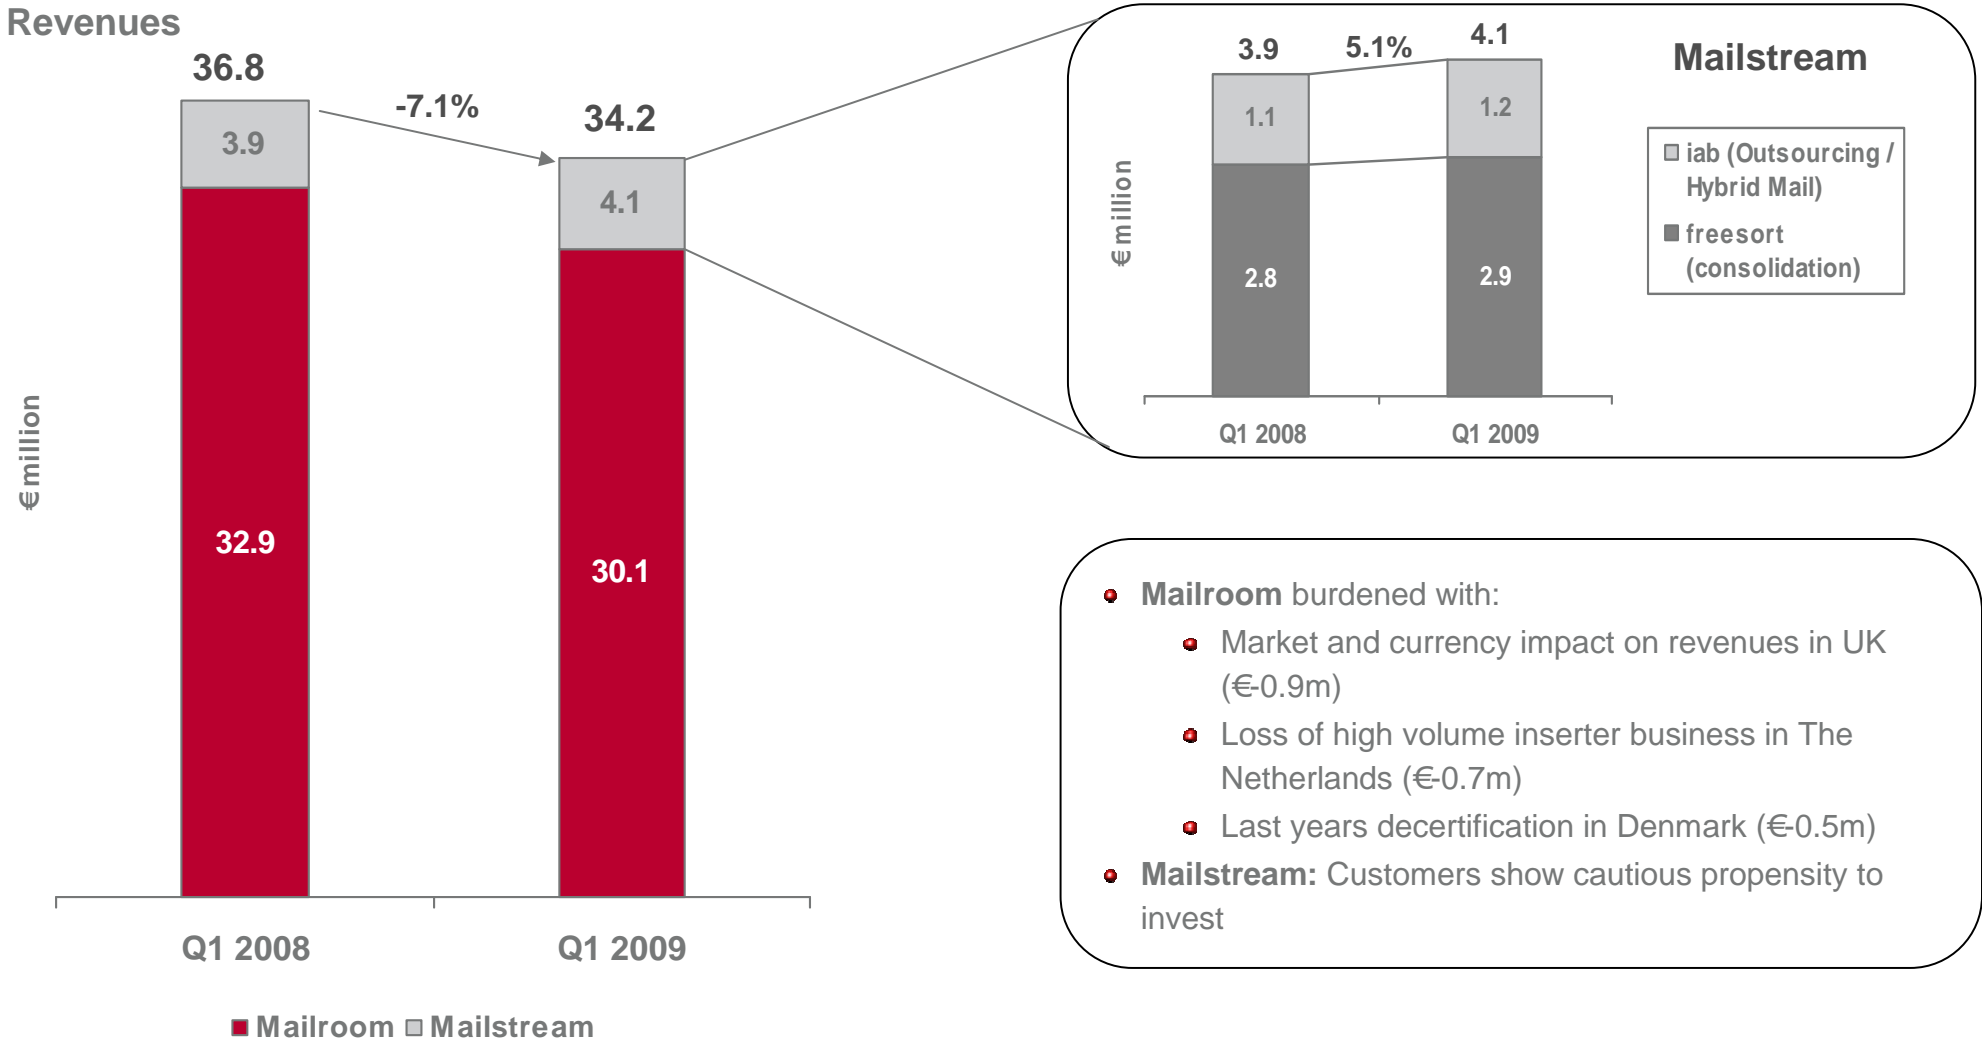 Revenues
36.8
-7.1%
34.2
3.9
4.1
€ million
32.9
30.1
Q1 2008
Q1 2009
Mailroom
Mailstream
3.9
5.1%
4.1
Mailstream
1.1
1.2
€ million
2.8
2.9
iab (Outsourcing /
Hybrid Mail)
freesort
(consolidation)
Q1 2008
Q1 2009
Mailroom burdened with:
Market and currency impact on revenues in UK
(€-0.9m)
Loss of high volume inserter business in The
Netherlands (€-0.7m)
Last years decertification in Denmark (€-0.5m)
Mailstream: Customers show cautious propensity to
invest